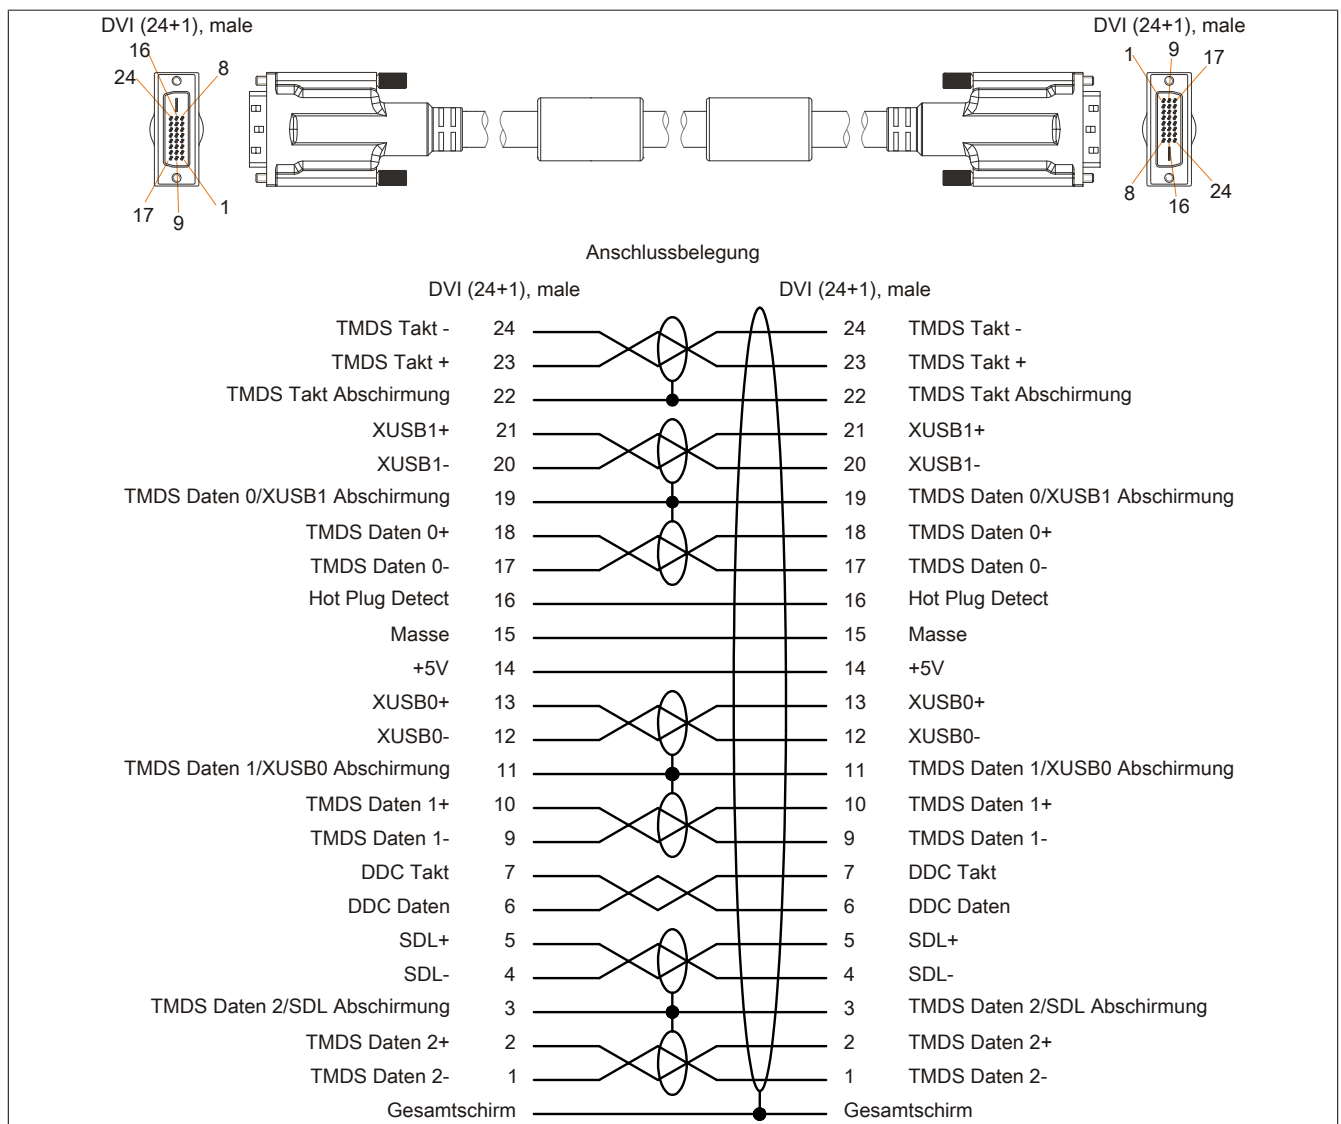 DVI (24+1), male DVI (24+1), male
16 9
24 8 1 17
17 9 1 8 16 24
Anschlussbelegung
DVI (24+1), male DVI (24+1), male
TMDS Takt - 24 24 TMDS Takt -
TMDS Takt + 23 23 TMDS Takt +
TMDS Takt Abschirmung 22 22 TMDS Takt Abschirmung
XUSB1+ 21 21 XUSB1+
XUSB1- 20 20 XUSB1-
TMDS Daten 0/XUSB1 Abschirmung 19 19 TMDS Daten 0/XUSB1 Abschirmung
TMDS Daten 0+ 18 18 TMDS Daten 0+
TMDS Daten 0- 17 17 TMDS Daten 0-
Hot Plug Detect 16 16 Hot Plug Detect
Masse 15 15 Masse
+5V 14 14 +5V
XUSB0+ 13 13 XUSB0+
XUSB0- 12 12 XUSB0-
TMDS Daten 1/XUSB0 Abschirmung 11 11 TMDS Daten 1/XUSB0 Abschirmung
TMDS Daten 1+ 10 10 TMDS Daten 1+
TMDS Daten 1- 9 9 TMDS Daten 1-
DDC Takt 7 7 DDC Takt
DDC Daten 6 6 DDC Daten
SDL+ 5 5 SDL+
SDL- 4 4 SDL-
TMDS Daten 2/SDL Abschirmung 3 3 TMDS Daten 2/SDL Abschirmung
TMDS Daten 2+ 2 2 TMDS Daten 2+
TMDS Daten 2- 1 1 TMDS Daten 2-
Gesamtschirm Gesamtschirm